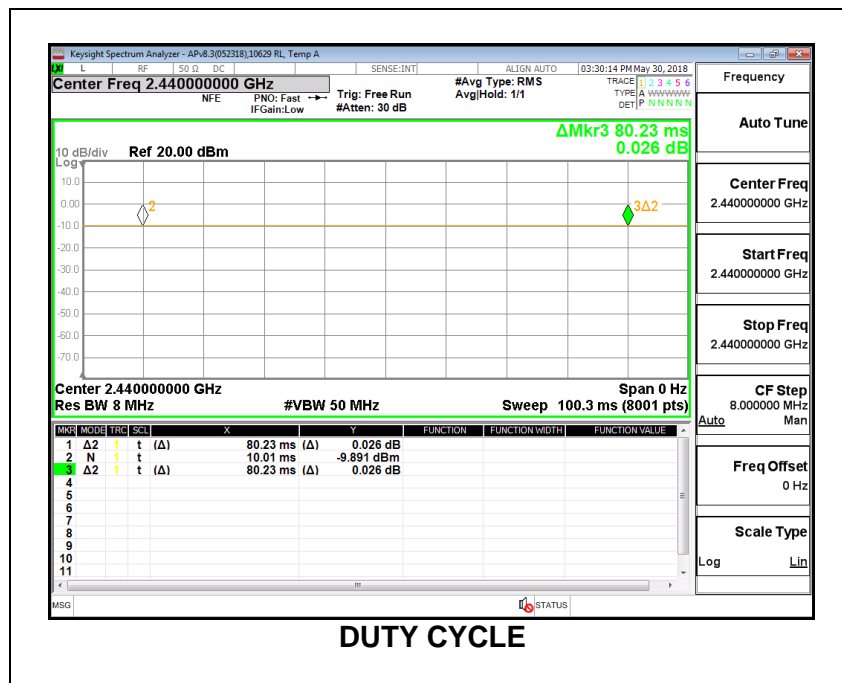 Keysight Spectrum Analyzer - APv8.3(052318),10629 RL, Temp A
LXI L RF 50 Ω DC SENSE:INT ALIGN AUTO 03:30:14 PM May 30, 2018
Center Freq 2.440000000 GHz
NFE
PNO: Fast
IFGain:Low
Trig: Free Run
#Atten: 30 dB
#Avg Type: RMS
Avg|Hold: 1/1
TRACE 1 2 3 4 5 6
TYPE A WWWWW
DET P N N N N N
ΔMkr3 80.23 ms
0.026 dB
10 dB/div Ref 20.00 dBm
Log
10.0
0.00
-10.0
-20.0
-30.0
-40.0
-50.0
-60.0
-70.0
2
3Δ2
Center 2.440000000 GHz Span 0 Hz
Res BW 8 MHz #VBW 50 MHz Sweep 100.3 ms (8001 pts)
MKR MODE TRC SCL X Y FUNCTION FUNCTION WIDTH FUNCTION VALUE
1 Δ2 1 t (Δ) 80.23 ms (Δ) 0.026 dB
2 N 1 t 10.01 ms -9.891 dBm
3 Δ2 1 t (Δ) 80.23 ms (Δ) 0.026 dB
4
5
6
7
8
9
10
11
MSG STATUS
Frequency
Auto Tune
Center Freq
2.440000000 GHz
Start Freq
2.440000000 GHz
Stop Freq
2.440000000 GHz
CF Step
8.000000 MHz
Auto Man
Freq Offset
0 Hz
Scale Type
Log Lin
DUTY CYCLE